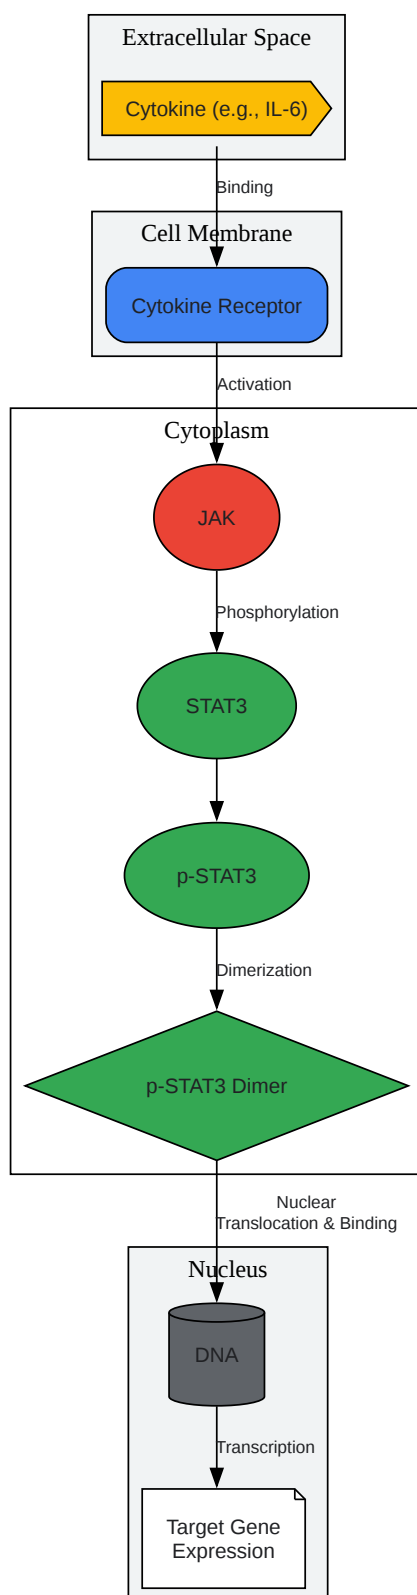 Extracellular Space
Cytokine (e.g., IL-6)
Binding
Cell Membrane
Cytokine Receptor
Activation
Cytoplasm
JAK
Phosphorylation
STAT3
p-STAT3
Dimerization
p-STAT3 Dimer
Nuclear
Translocation & Binding
Nucleus
DNA
Transcription
Target Gene
Expression